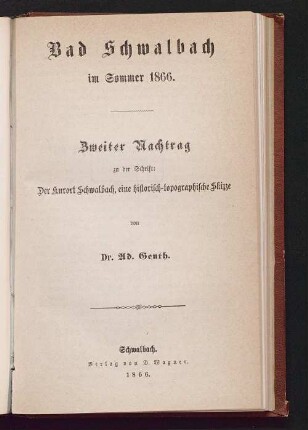 Bad Schwalbach
im Sommer 1866.
Zweiter Nachtrag
zu der Schrift:
Der Kurort Schwalbach, eine historisch-topographische Skizze
von
Dr. Ad. Genth.
Schwalbach.
Verlag von D. Wagner.
1866.